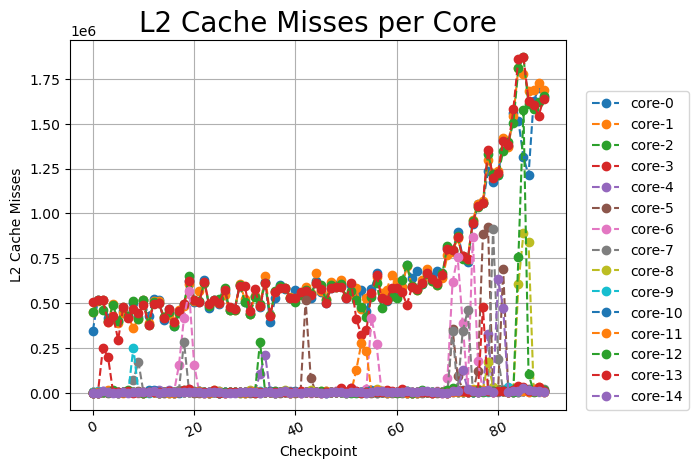 L2 Cache Misses per Core
1e6
1.75
1.50
1.25
1.00
0.75
0.50
0.25
0.00
L2 Cache Misses
0
20
40
60
80
Checkpoint
core-0
core-1
core-2
core-3
core-4
core-5
core-6
core-7
core-8
core-9
core-10
core-11
core-12
core-13
core-14